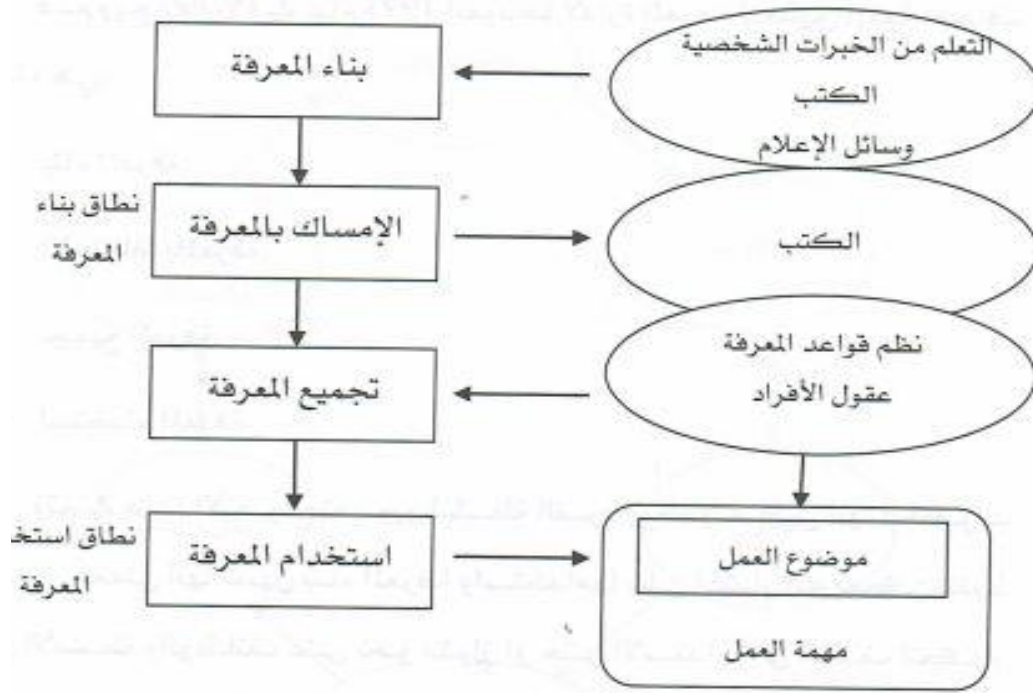 التعلم من الخبرات الشخصية
الكتب
وسائل الإعلام
بناء المعرفة
الإمساك بالمعرفة
نطاق بناء
المعرفة
الكتب
نظم قواعد المعرفة
عقول الأفراد
تجميع المعرفة
استخدام المعرفة
نطاق استخ
المعرفة
موضوع العمل
مهمة العمل